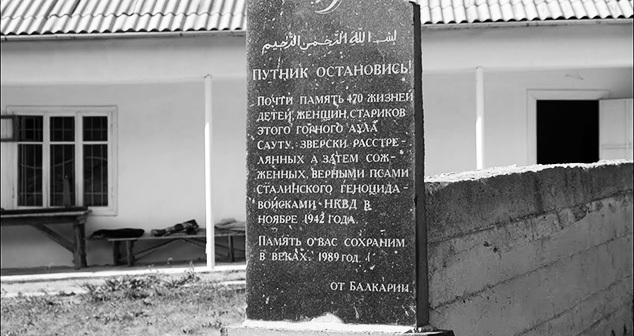 بسم الله الرحمن الرحيم
ПУТНИК ОСТАНОВИСЬ!
ПОЧТИ ПАМЯТЬ 470 ЖИЗНЕЙ
ДЕТЕЙ, ЖЕНЩИН, СТАРИКОВ
ЭТОГО ГОРНОГО АУЛА
САУТУ, ЗВЕРСКИ РАССТРЕ-
ЛЯННЫХ А ЗАТЕМ СОЖ-
ЖЕННЫХ, ВЕРНЫМИ ПСАМИ
СТАЛИНСКОГО ГЕНОЦИДА-
ВОЙСКАМИ НКВД В
НОЯБРЕ 1942 ГОДА.
ПАМЯТЬ О ВАС СОХРАНИМ
В ВЕКАХ. 1989 ГОД.
ОТ БАЛКАРИИ